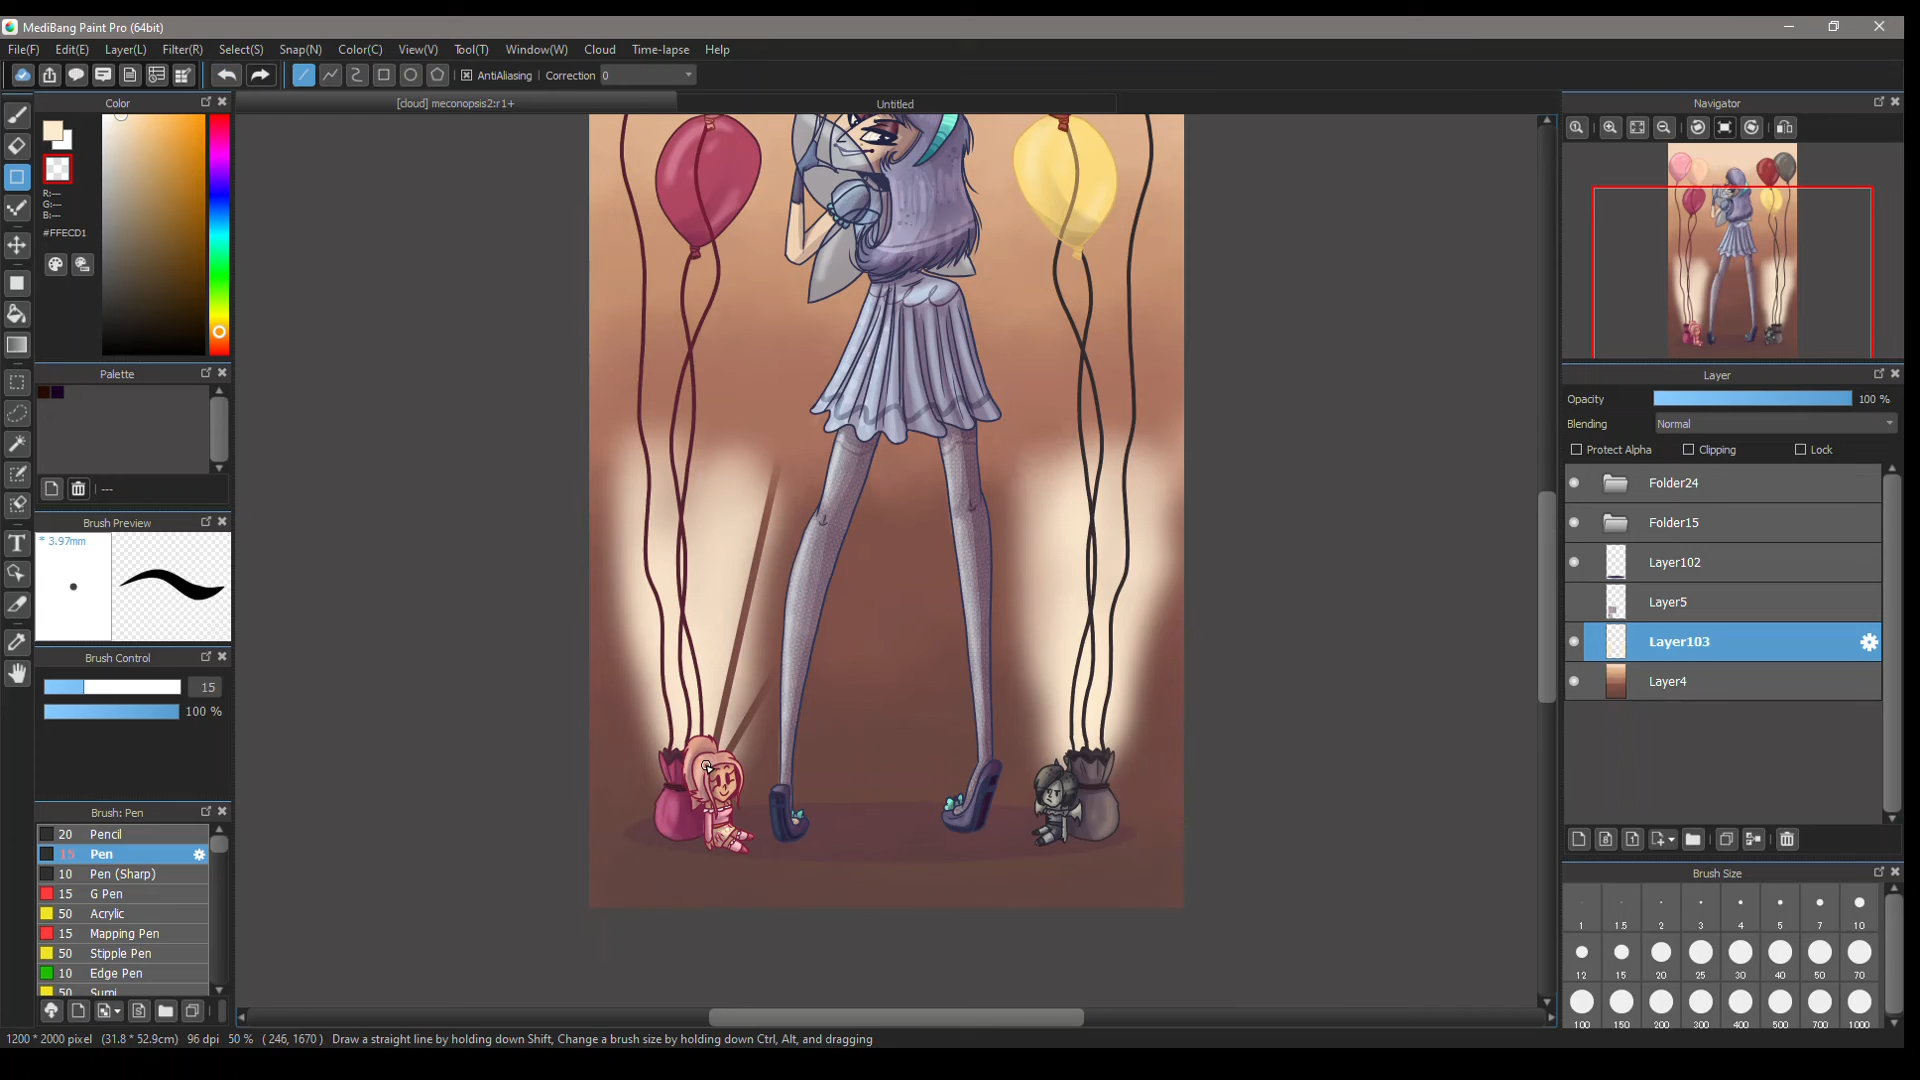 MediBang Paint Pro (64bit)
File(F) Edit(E) Layer(L) Filter(R) Select(S) Snap(N) Color(C) View(V) Tool(T) Window(W) Cloud Time-lapse Help
AntiAliasing Correction 0
Color
[cloud] meconopsis2:r1+
Untitled
Navigator
R:---
G:---
B:---
#FFECD1
Palette
---
Brush Preview
* 3.97mm
Brush Control
15
100 %
Brush: Pen
20 Pencil
15 Pen
10 Pen (Sharp)
15 G Pen
50 Acrylic
15 Mapping Pen
50 Stipple Pen
10 Edge Pen
50 Sumi
Layer
Opacity 100 %
Blending Normal
Protect Alpha Clipping Lock
Folder24
Folder15
Layer102
Layer5
Layer103
Layer4
Brush Size
1 1.5 2 3 4 5 7 10
12 15 20 25 30 40 50 70
100 150 200 300 400 500 700 1000
1200 * 2000 pixel (31.8 * 52.9cm) 96 dpi 50 % ( 246, 1670 ) Draw a straight line by holding down Shift, Change a brush size by holding down Ctrl, Alt, and dragging